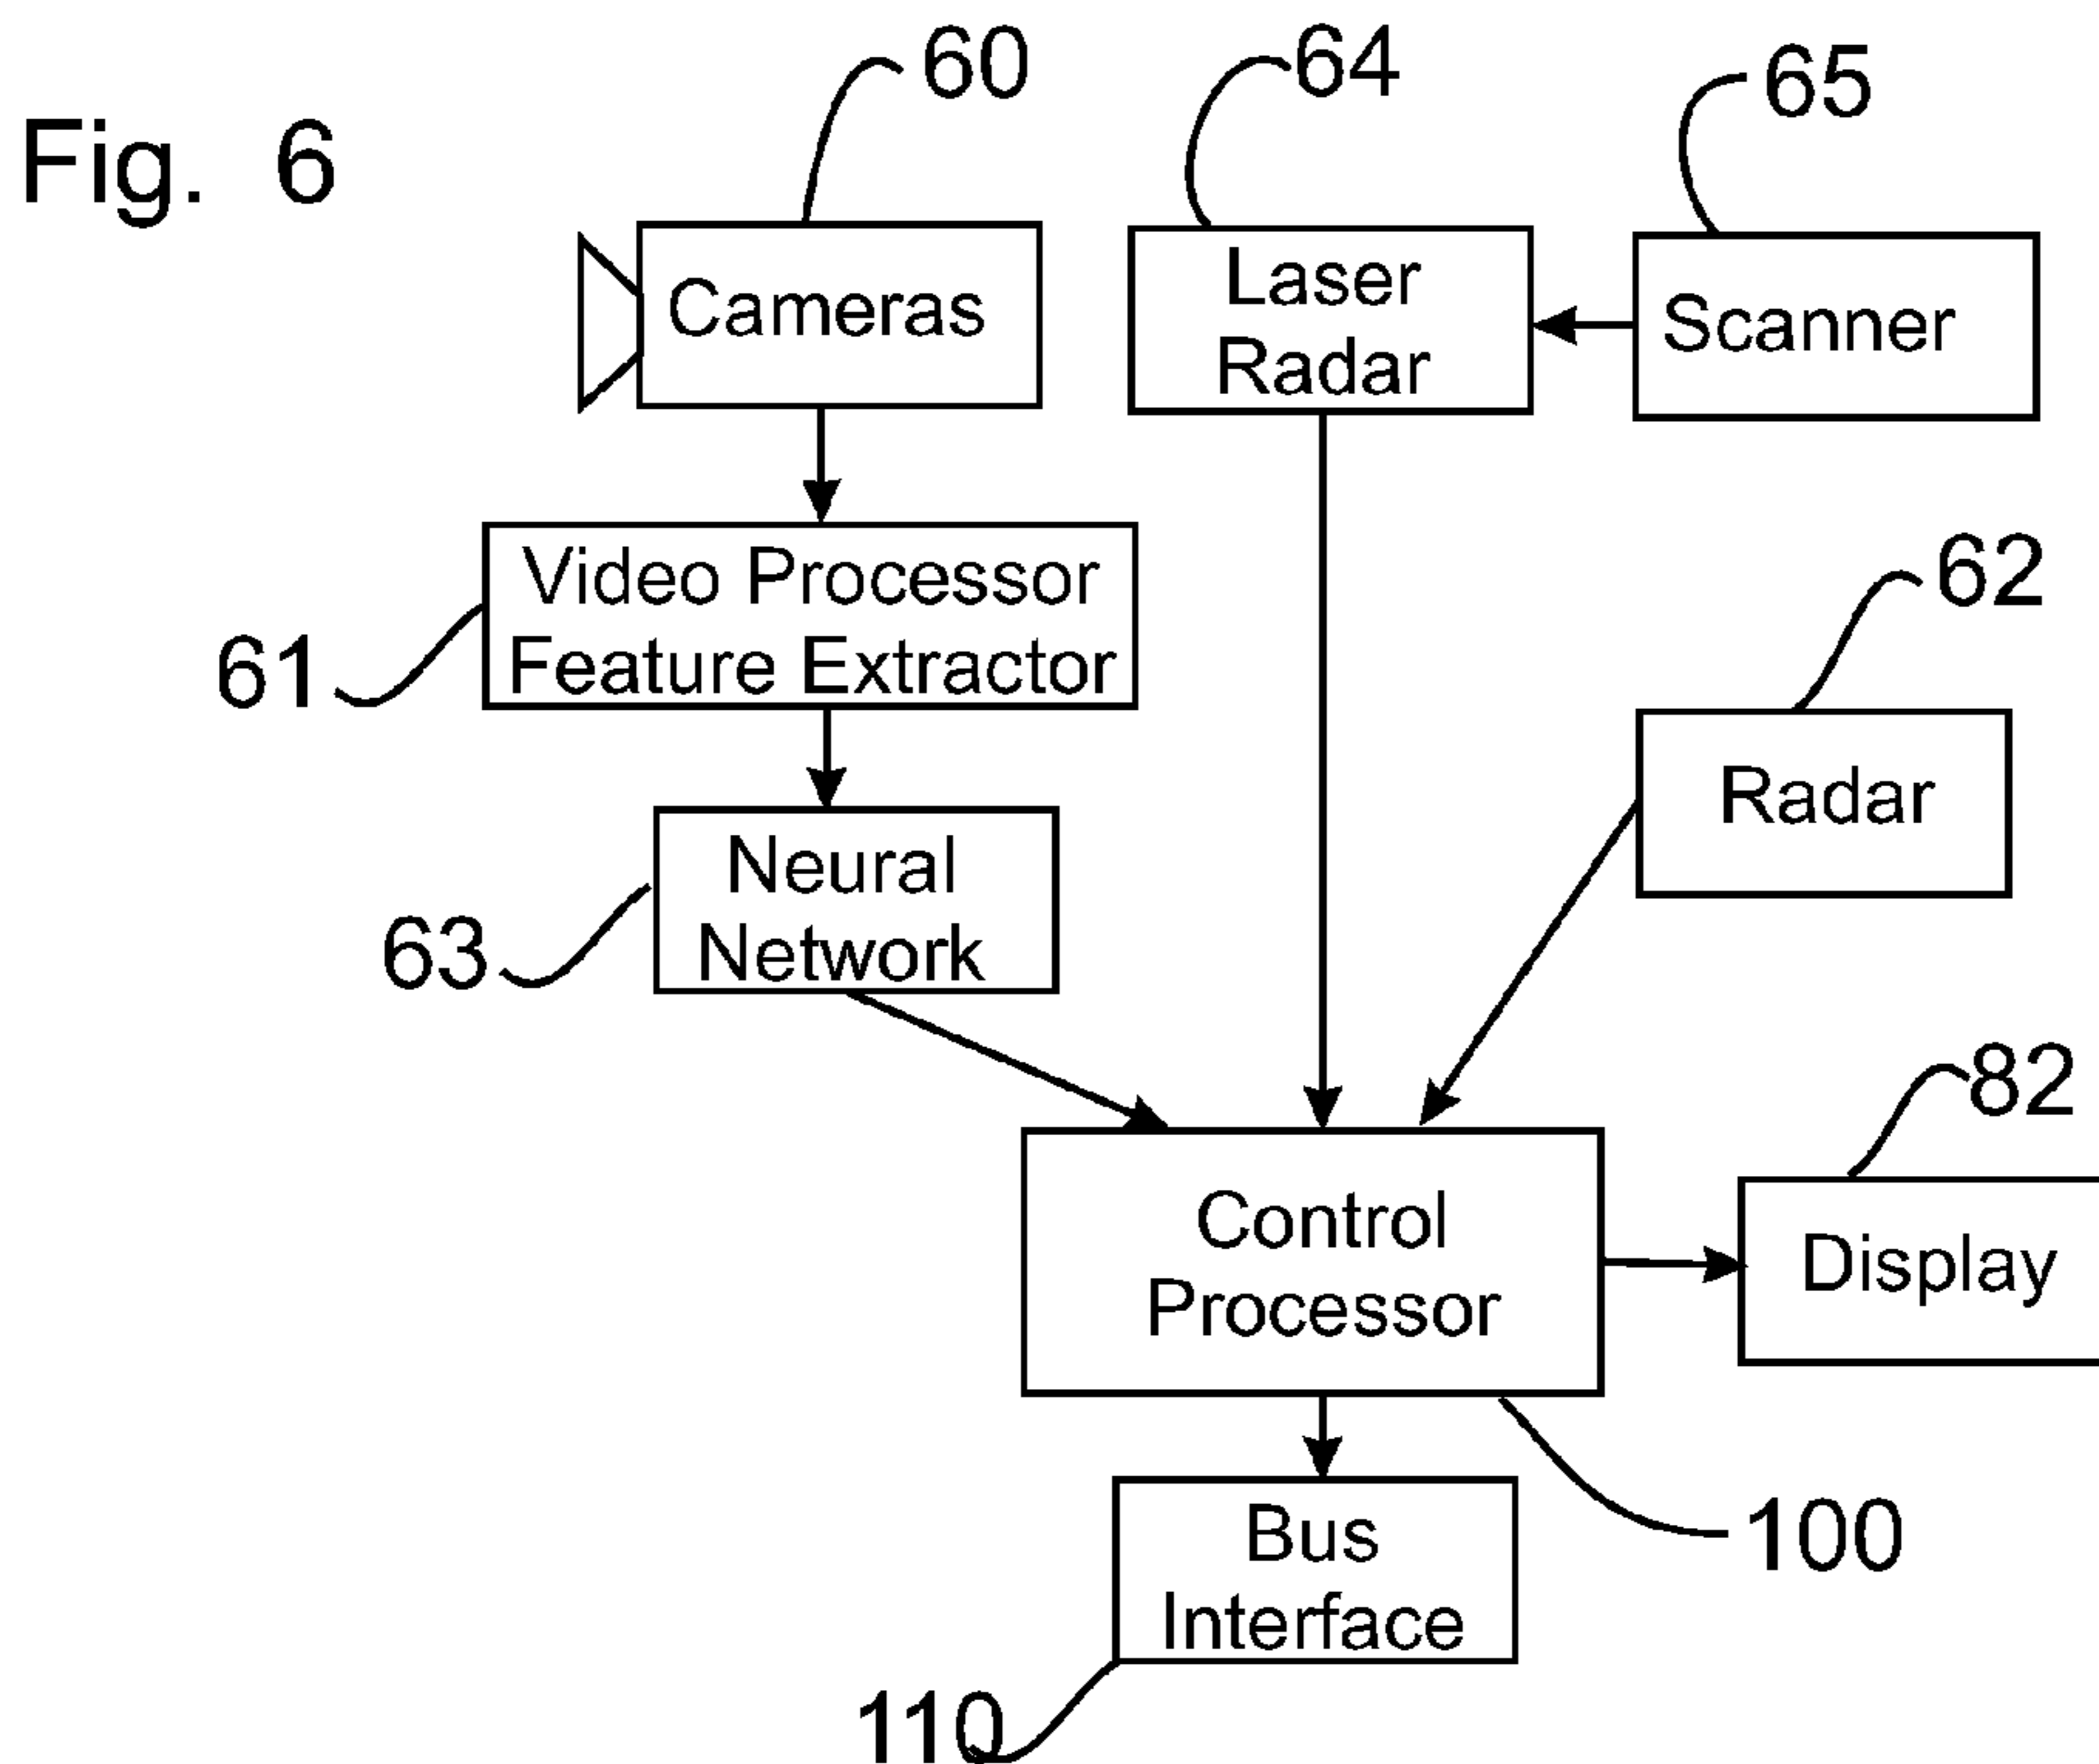 Fig. 6
60
64
65
Cameras
Laser
Radar
Scanner
Video Processor
Feature Extractor
61
62
Radar
Neural
Network
63
82
Control
Processor
Display
100
Bus
Interface
110